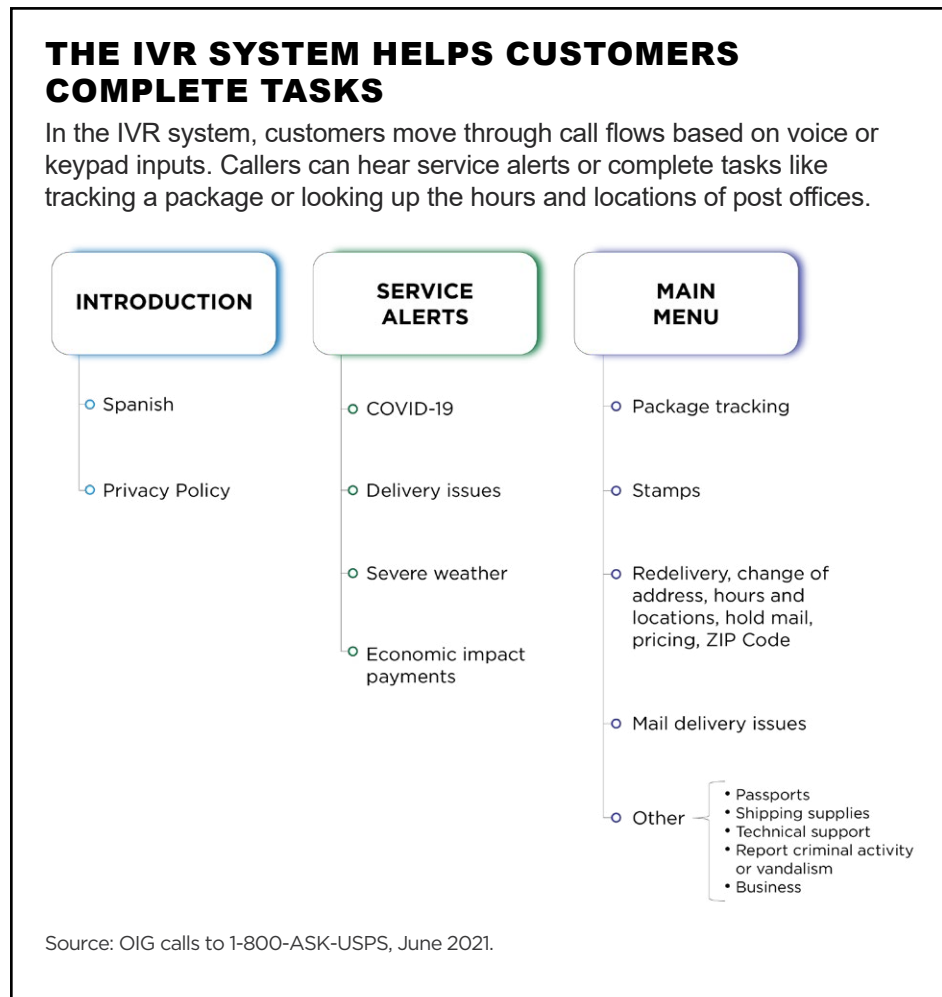 THE IVR SYSTEM HELPS CUSTOMERS
COMPLETE TASKS
In the IVR system, customers move through call flows based on voice or
keypad inputs. Callers can hear service alerts or complete tasks like
tracking a package or looking up the hours and locations of post offices.
INTRODUCTION
Spanish
Privacy Policy
SERVICE
ALERTS
COVID-19
Delivery issues
Severe weather
Economic impact
payments
MAIN
MENU
Package tracking
Stamps
Redelivery, change of
address, hours and
locations, hold mail,
pricing, ZIP Code
Mail delivery issues
Other
• Passports
• Shipping supplies
• Technical support
• Report criminal activity
or vandalism
• Business
Source: OIG calls to 1-800-ASK-USPS, June 2021.